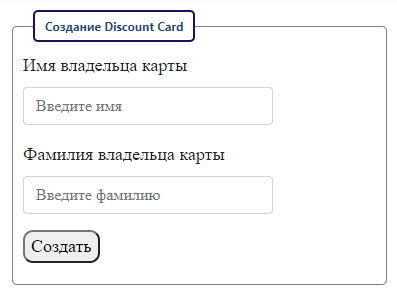 Создание Discount Card
Имя владельца карты
Введите имя
Фамилия владельца карты
Введите фамилию
Создать